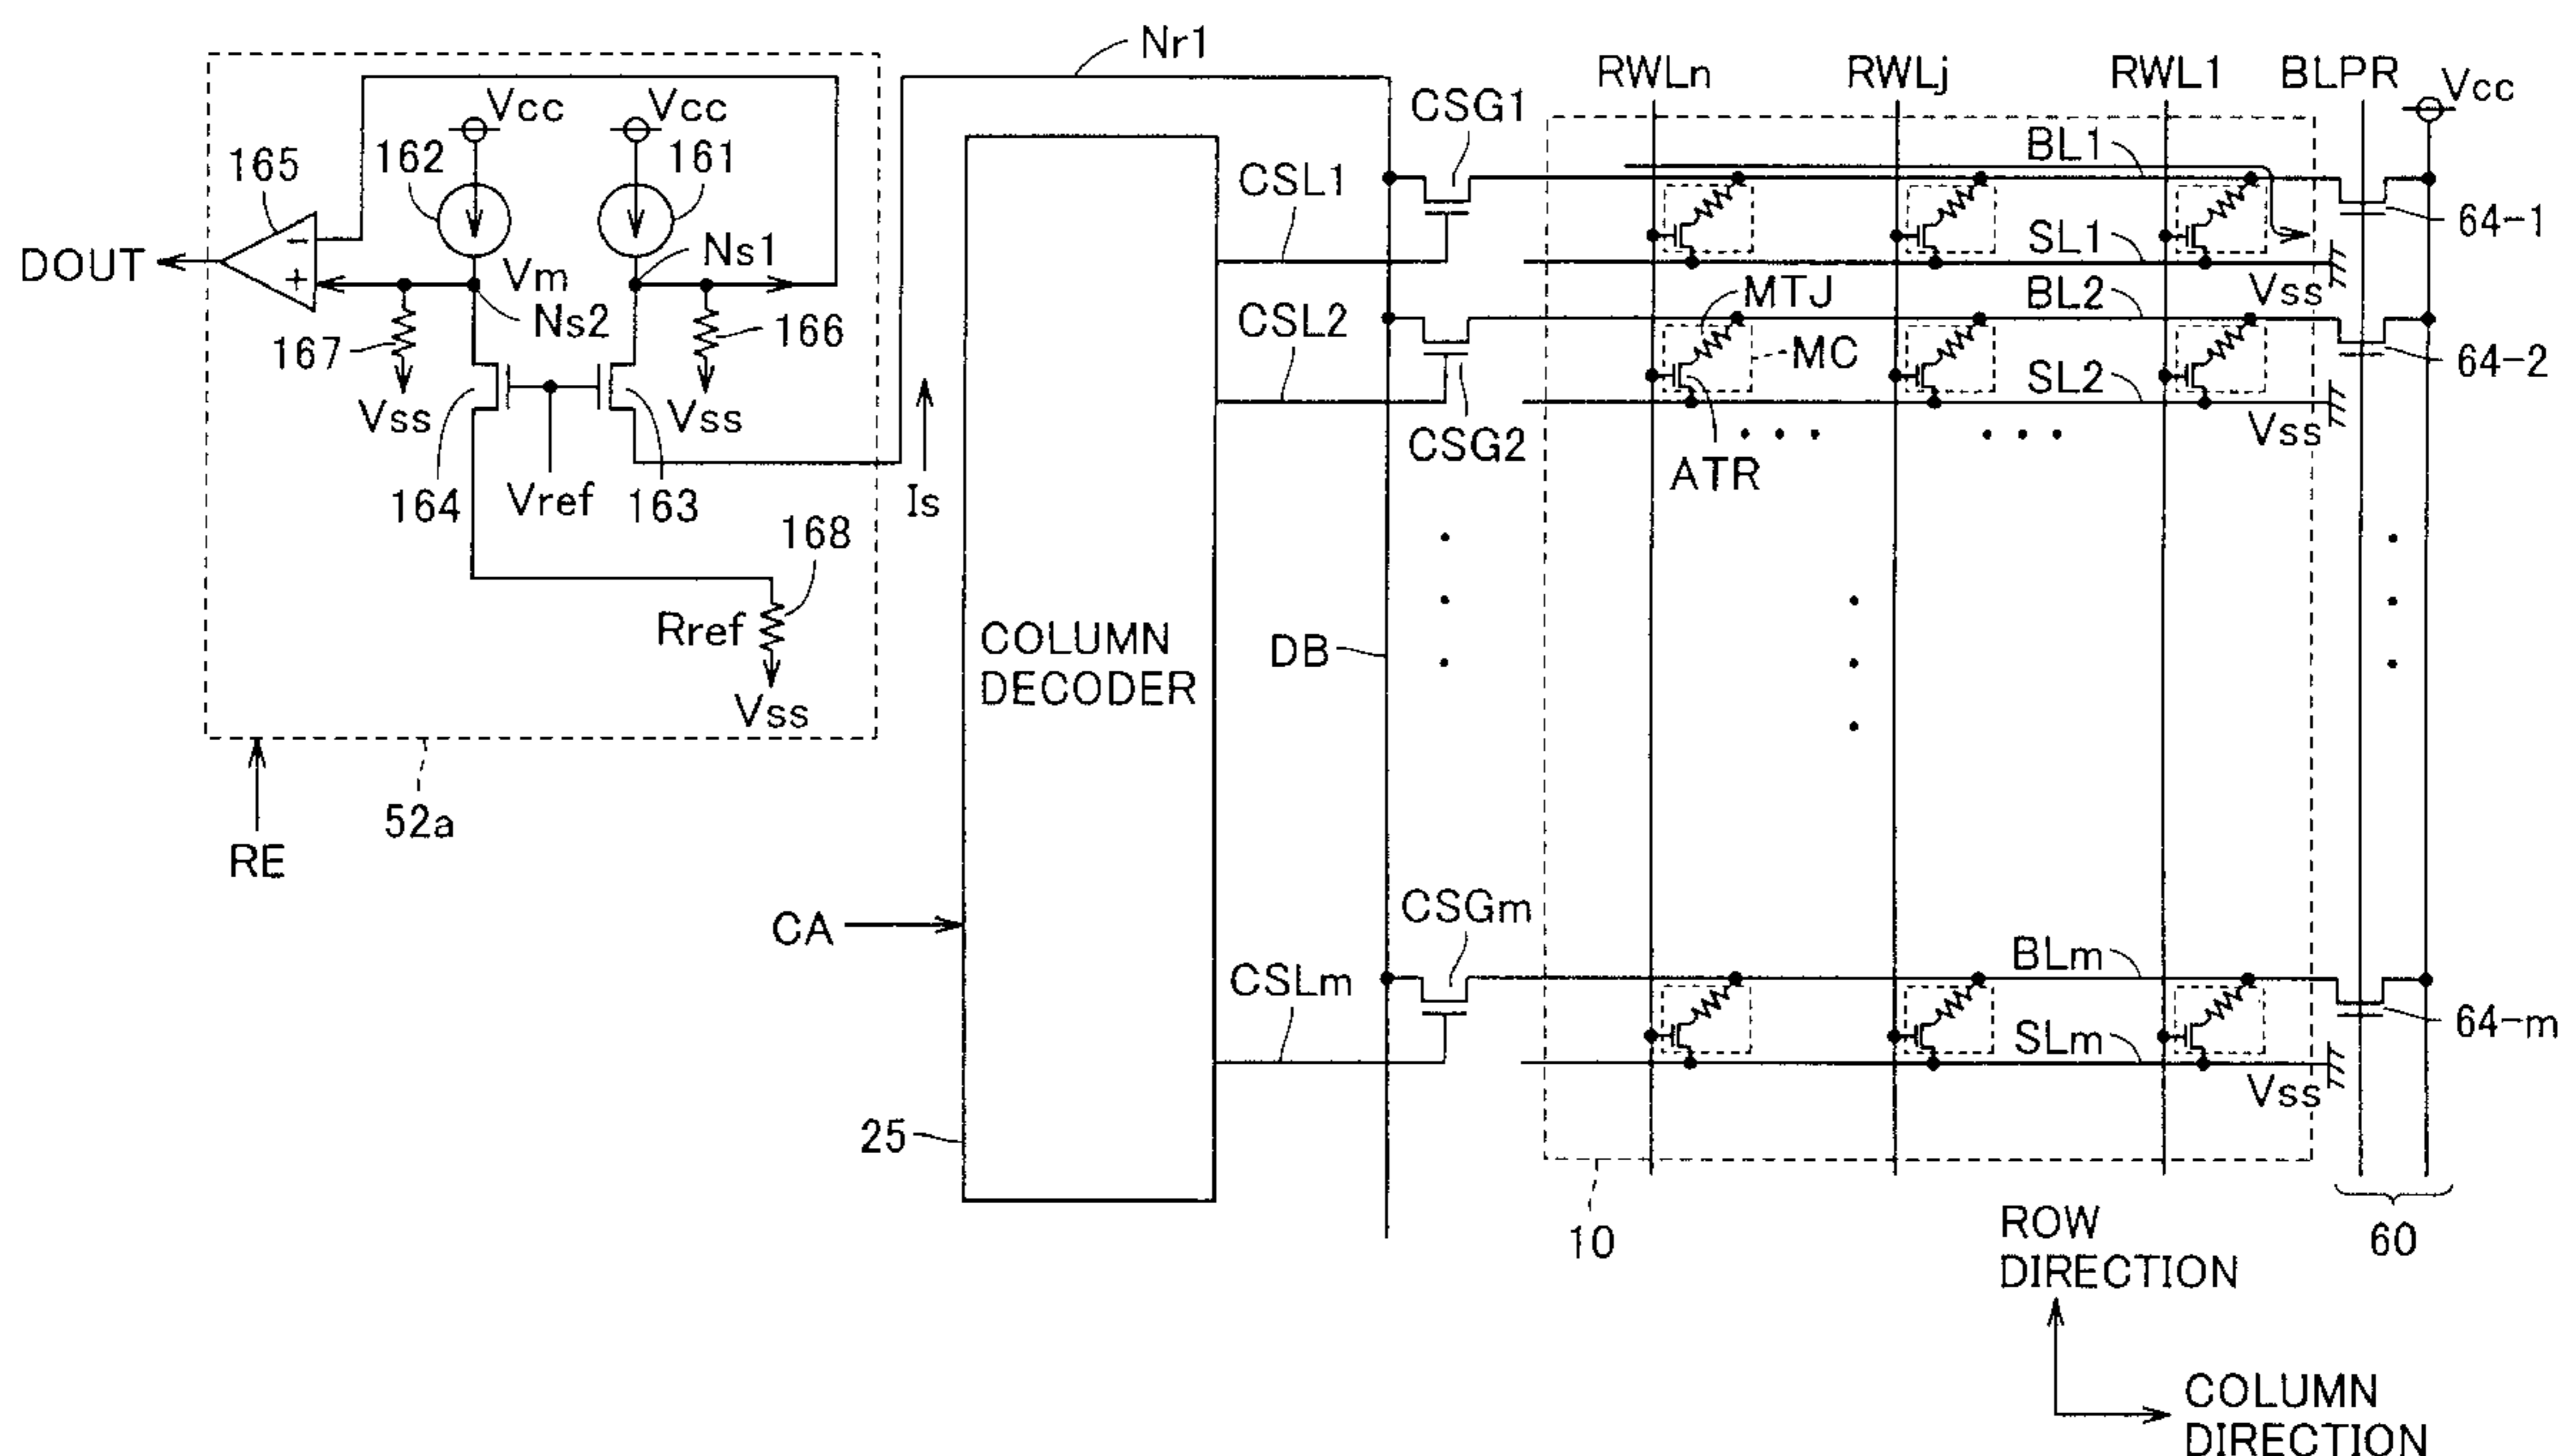 Nr1
RWLn
RWLj
RWL1
BLPR
Vcc
Vcc
Vcc
165
162
161
CSG1
BL1
CSL1
64-1
DOUT
Vm
Ns1
SL1
Vss
Ns2
CSL2
MTJ
BL2
167
166
MC
64-2
Vss
Vss
SL2
Vss
CSG2
ATR
164
Vref
163
Is
168
Rref
Vss
COLUMN
DECODER
DB
52a
RE
CA
CSGm
BLm
CSLm
SLm
64-m
Vss
25
10
60
ROW
DIRECTION
COLUMN
DIRECTION